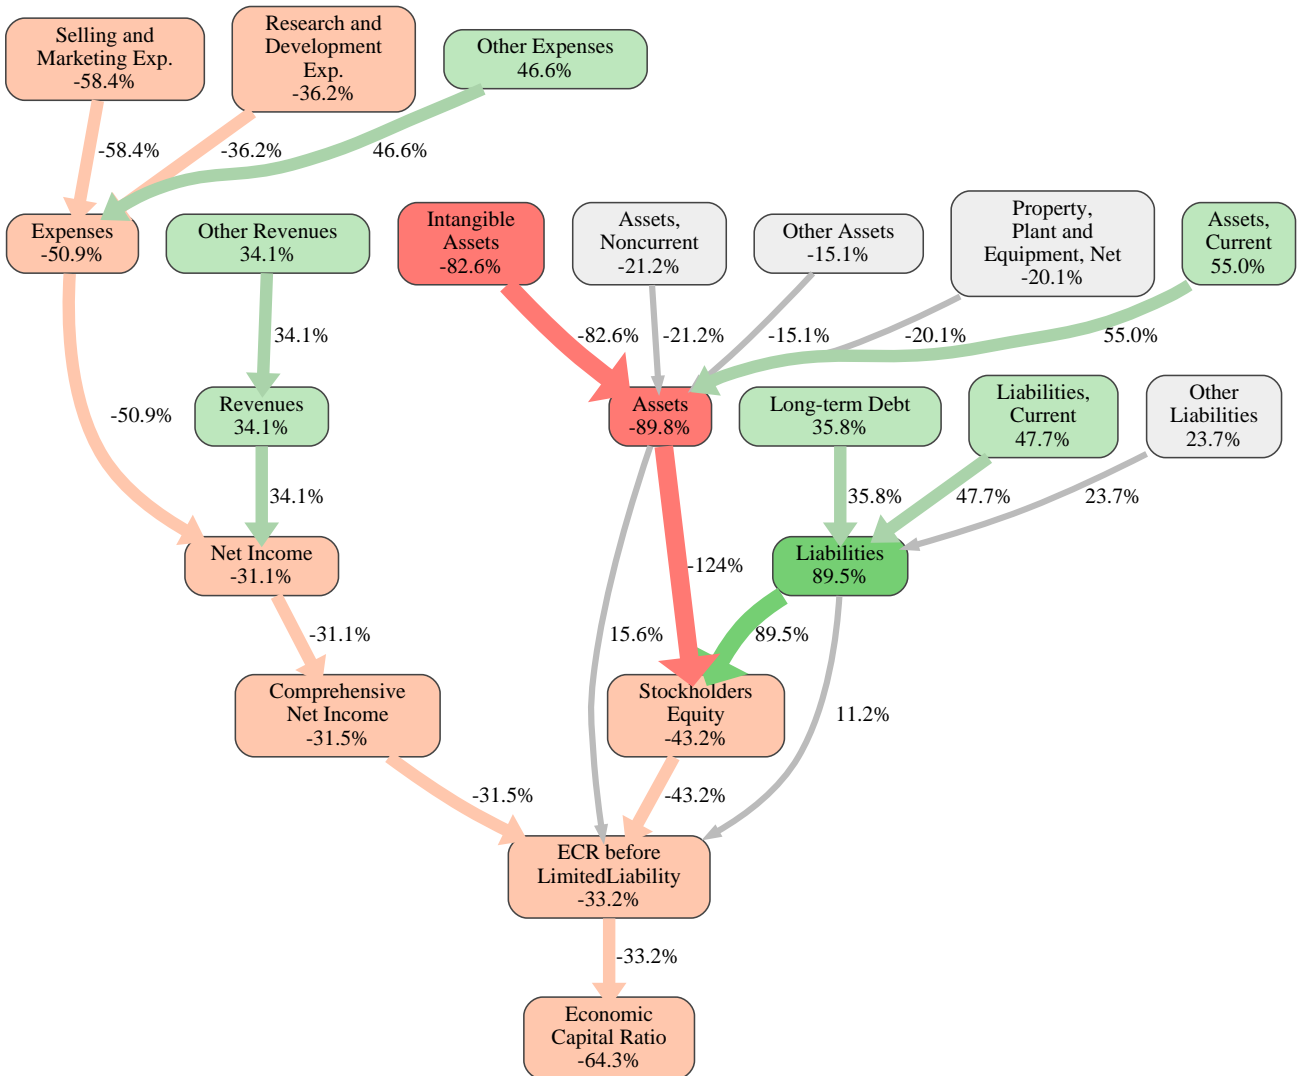 Selling and
Marketing Exp.
-58.4%
Research and
Development
Exp.
-36.2%
Other Expenses
46.6%
-58.4%
-36.2%
46.6%
Expenses
-50.9%
Other Revenues
34.1%
Intangible
Assets
-82.6%
Assets,
Noncurrent
-21.2%
Other Assets
-15.1%
Property,
Plant and
Equipment, Net
-20.1%
Assets,
Current
55.0%
34.1%
-82.6%
-21.2%
-15.1%
-20.1%
55.0%
-50.9%
Revenues
34.1%
Assets
-89.8%
Long-term Debt
35.8%
Liabilities,
Current
47.7%
Other
Liabilities
23.7%
34.1%
35.8%
47.7%
23.7%
Net Income
-31.1%
Liabilities
89.5%
-124%
-31.1%
15.6%
89.5%
Comprehensive
Net Income
-31.5%
Stockholders
Equity
-43.2%
11.2%
-31.5%
-43.2%
ECR before
LimitedLiability
-33.2%
-33.2%
Economic
Capital Ratio
-64.3%